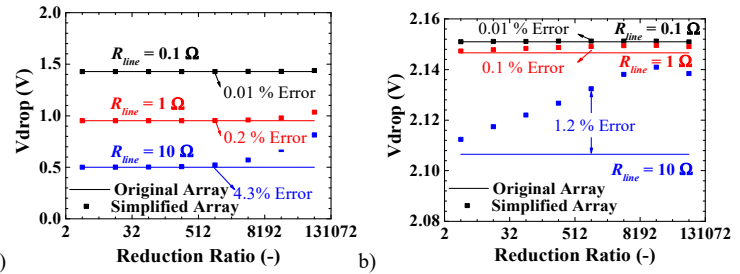 2.0
1.5
1.0
0.5
0.0
Vdrop (V)
R_line = 0.1 Ω
0.01 % Error
R_line = 1 Ω
0.2 % Error
R_line = 10 Ω
4.3% Error
Original Array
Simplified Array
2 32 512 8192 131072
Reduction Ratio (-)
)
b)
2.16
2.15
2.14
2.13
2.12
2.11
2.10
2.09
2.08
Vdrop (V)
0.01 % Error
R_line = 0.1 Ω
0.1 % Error
R_line = 1 Ω
1.2 % Error
R_line = 10 Ω
Original Array
Simplified Array
2 32 512 8192 131072
Reduction Ratio (-)